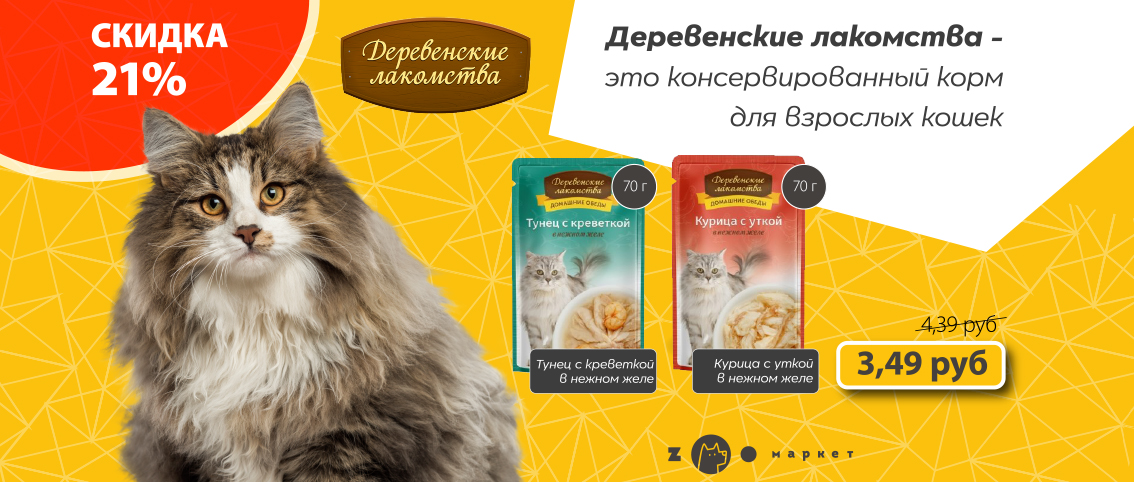 СКИДКА
21%
Деревенские
лакомства
Деревенские лакомства -
это консервированный корм
для взрослых кошек
Деревенские
лакомства
ДОМАШНИЕ ОБЕДЫ
Тунец с креветкой
в нежном желе
70 г
Деревенские
лакомства
ДОМАШНИЕ ОБЕДЫ
Курица с уткой
в нежном желе
70 г
Тунец с креветкой
в нежном желе
Курица с уткой
в нежном желе
4,39 руб
3,49 руб
ZOO маркет